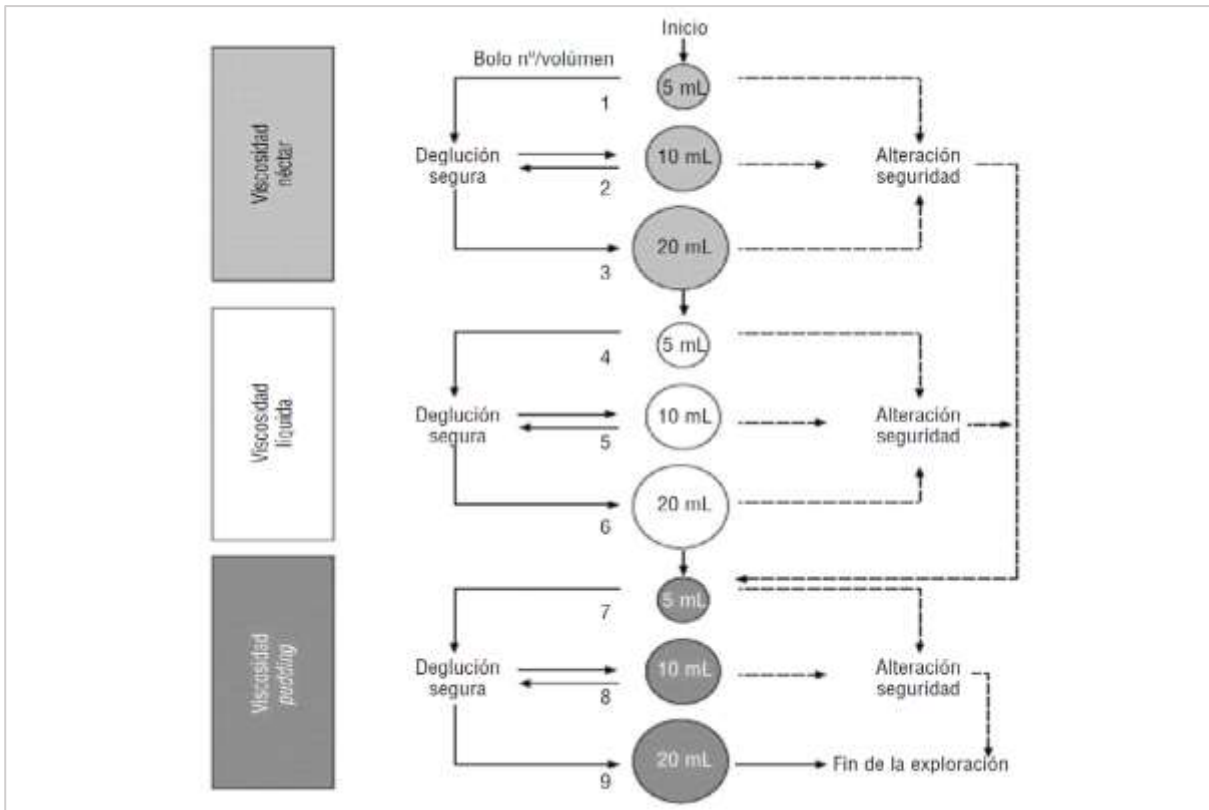 Inicio
Bolo nº/volúmen
Viscosidad
néctar
5 mL
1
Deglución
segura
10 mL
2
Alteración
seguridad
20 mL
3
Viscosidad
líquida
5 mL
4
Deglución
segura
10 mL
5
Alteración
seguridad
20 mL
6
Viscosidad
pudding
5 mL
7
Deglución
segura
10 mL
8
Alteración
seguridad
20 mL
9
Fin de la exploración